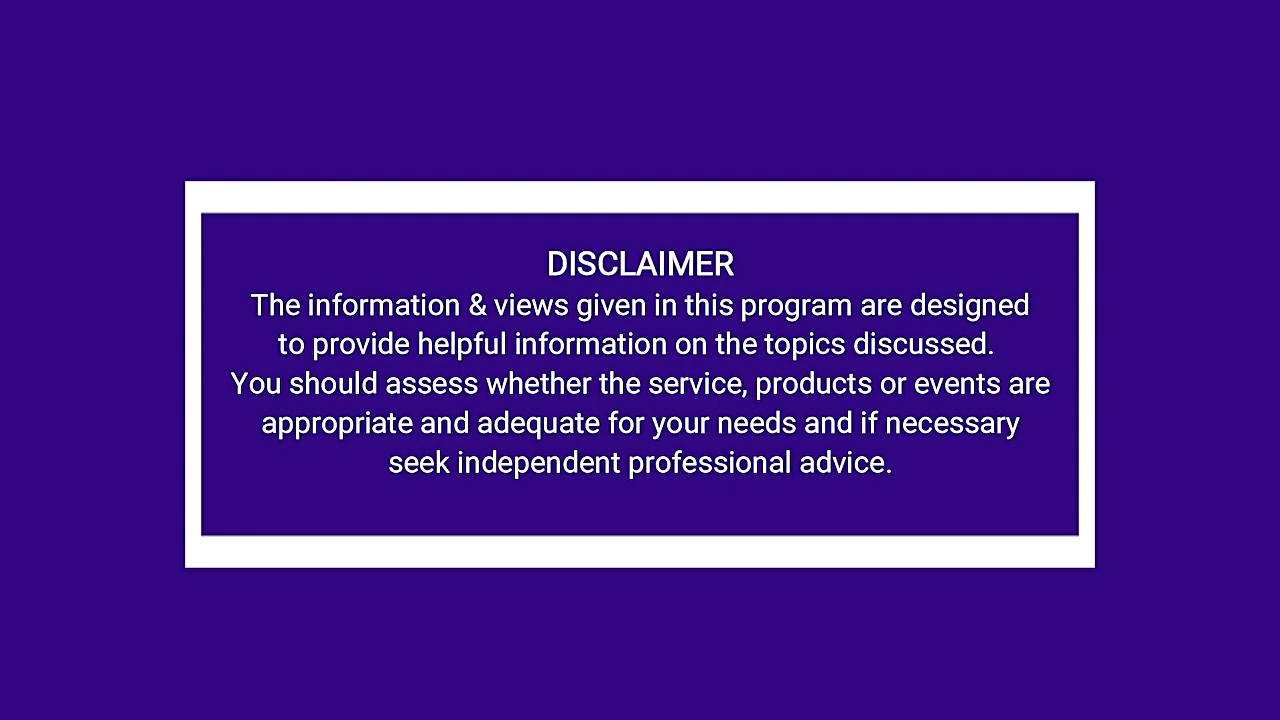 DISCLAIMER
The information & views given in this program are designed
to provide helpful information on the topics discussed.
You should assess whether the service, products or events are
appropriate and adequate for your needs and if necessary
seek independent professional advice.